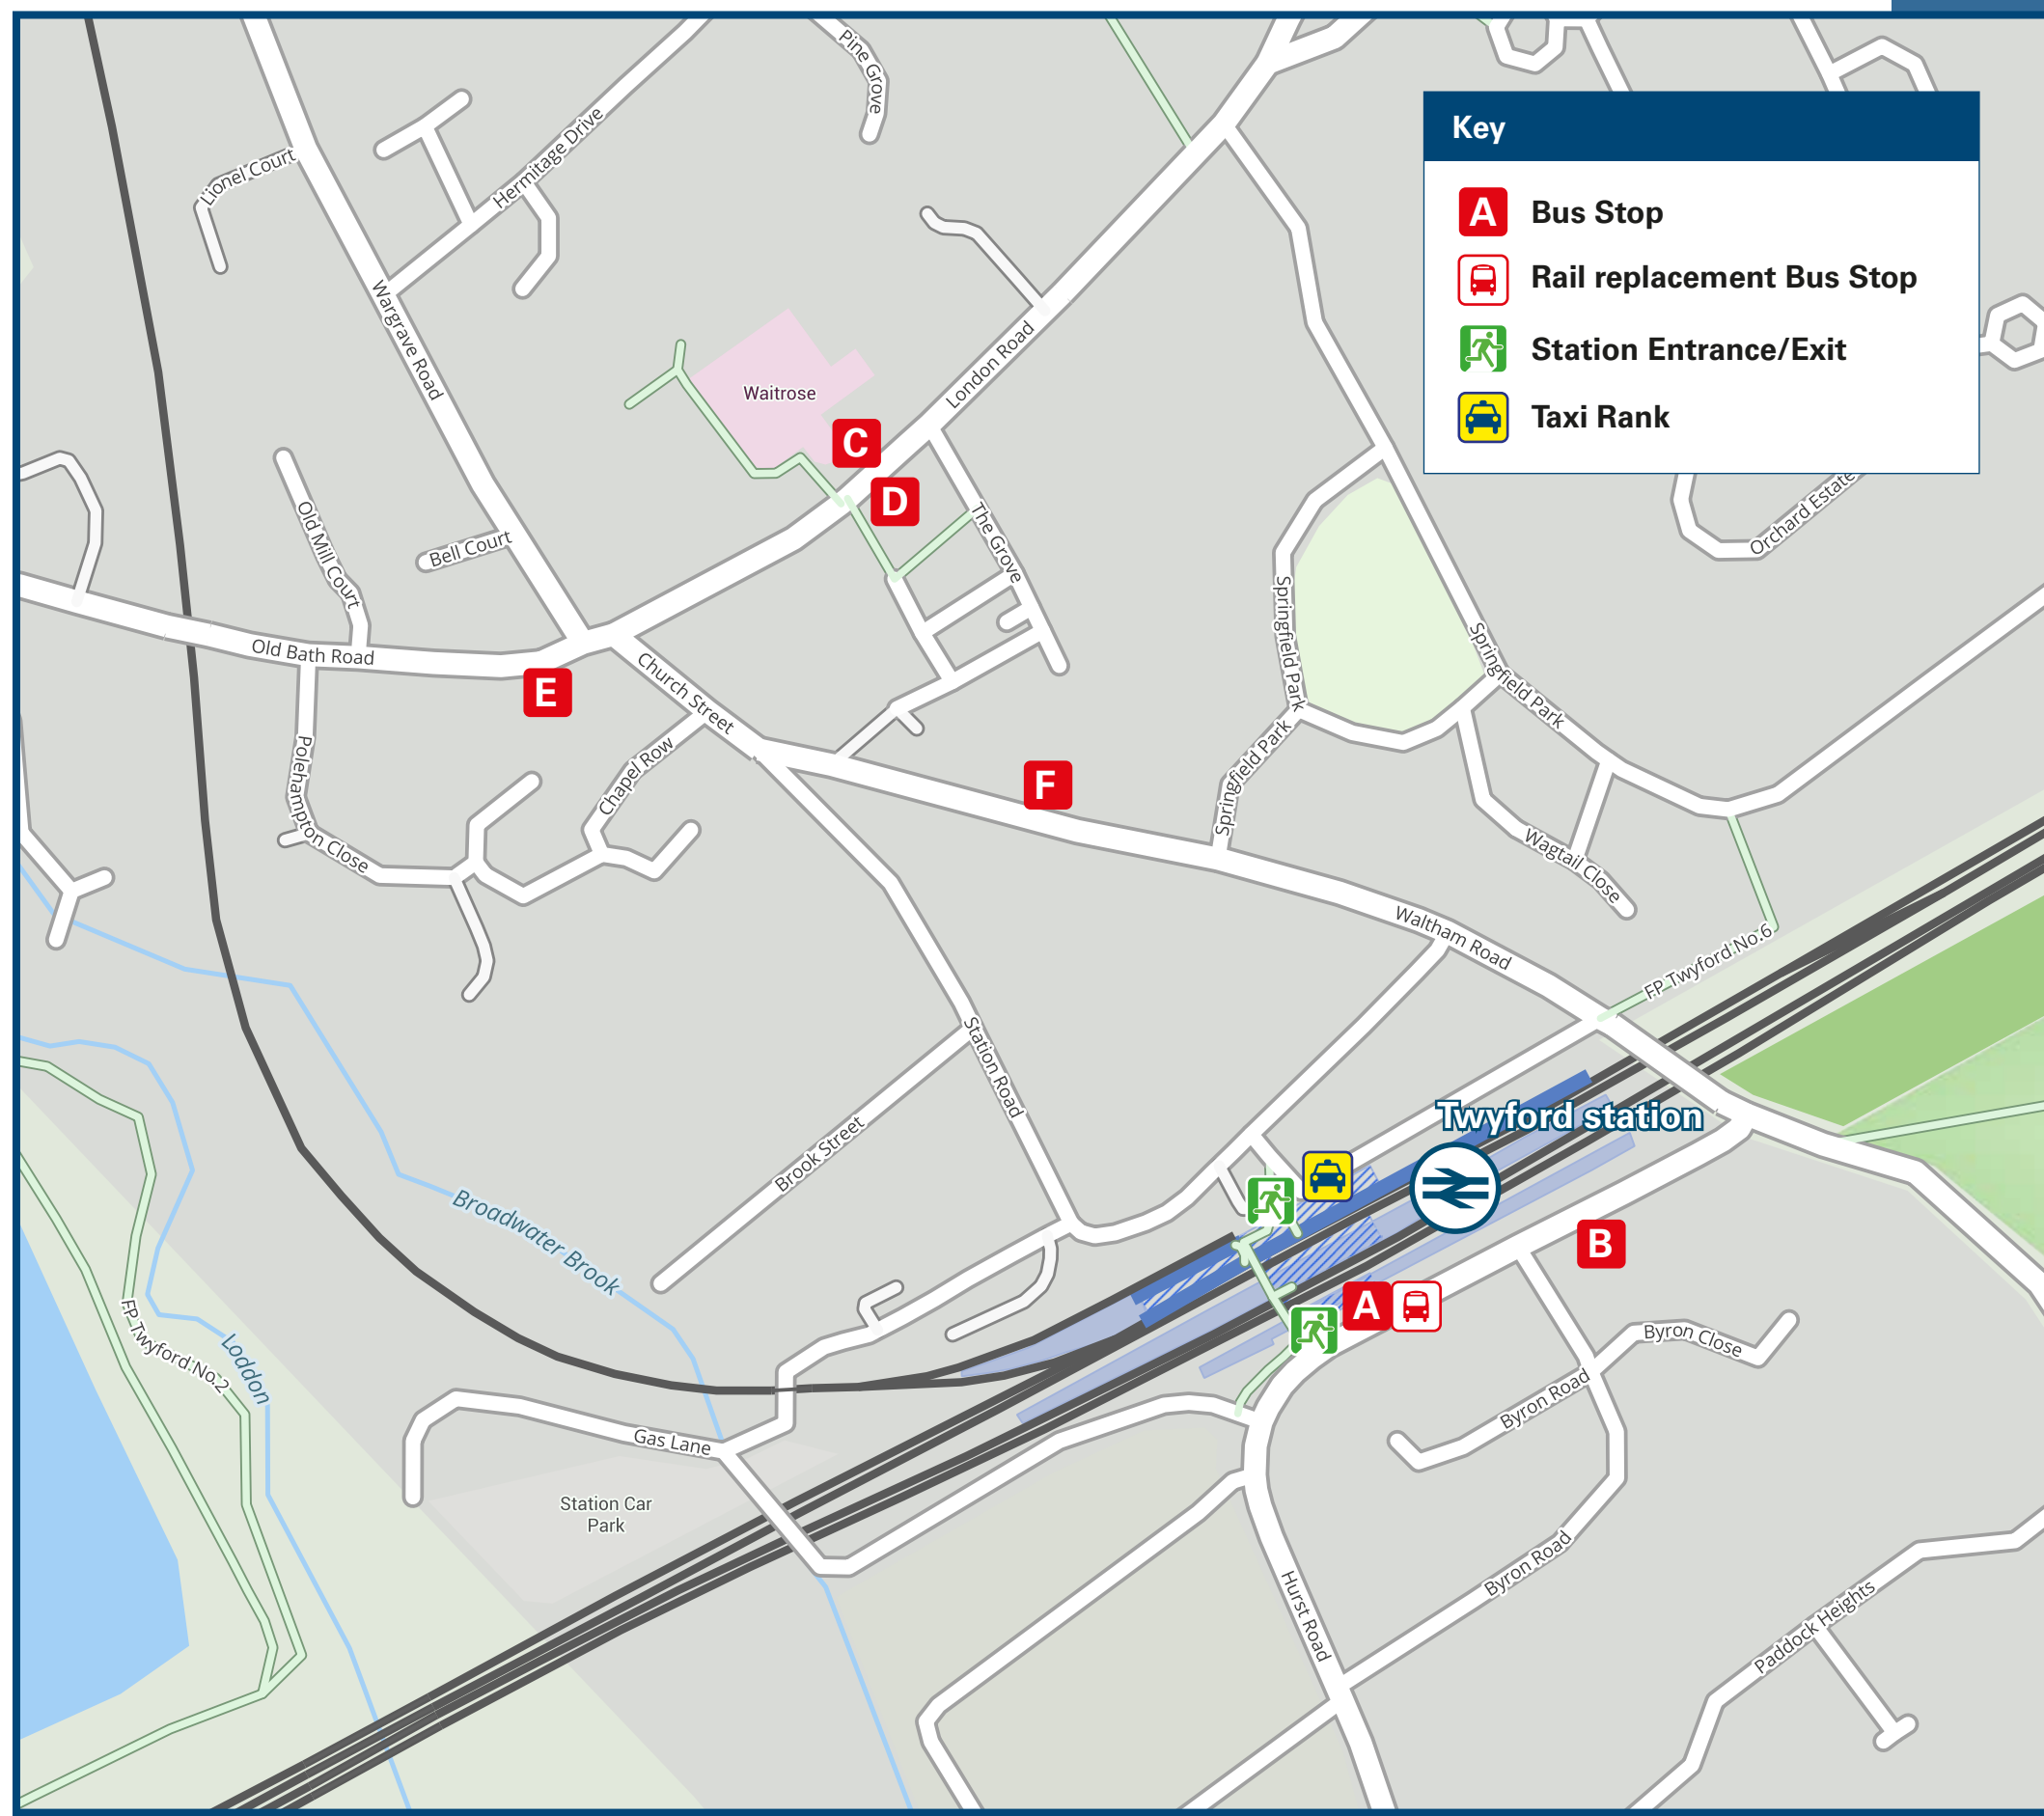 Key
A Bus Stop
Rail replacement Bus Stop
Station Entrance/Exit
Taxi Rank
Pine Grove
Hermitage Drive
Lionel Court
Wargrave Road
London Road
Waitrose
C
D
Old Mill Court
Bell Court
The Grove
Orchard Estate
Springfield Park
Springfield Park
Springfield Park
Old Bath Road
E
Church Street
Chapel Row
Polehampton Close
F
Wagtail Close
Waltham Road
FP Twyford No.6
Station Road
Brook Street
Twyford station
Broadwater Brook
B
A
FP Twyford No.2
Loddon
Byron Close
Byron Road
Gas Lane
Station Car
Park
Byron Road
Hurst Road
Paddock Heights